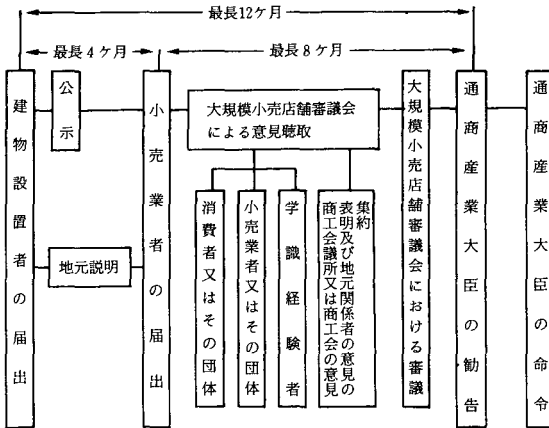 最長12ケ月
最長4ケ月
最長8ケ月
建物設置者の届出
公示
地元説明
小売業者の届出
大規模小売店舗審議会
による意見聴取
消費者又はその団体
小売業者又はその団体
学識経験者
商工会議所又は商工会の意見
表明及び地元関係者の意見の
集約
大規模小売店舗審議会における審議
通商産業大臣の勧告
通商産業大臣の命令